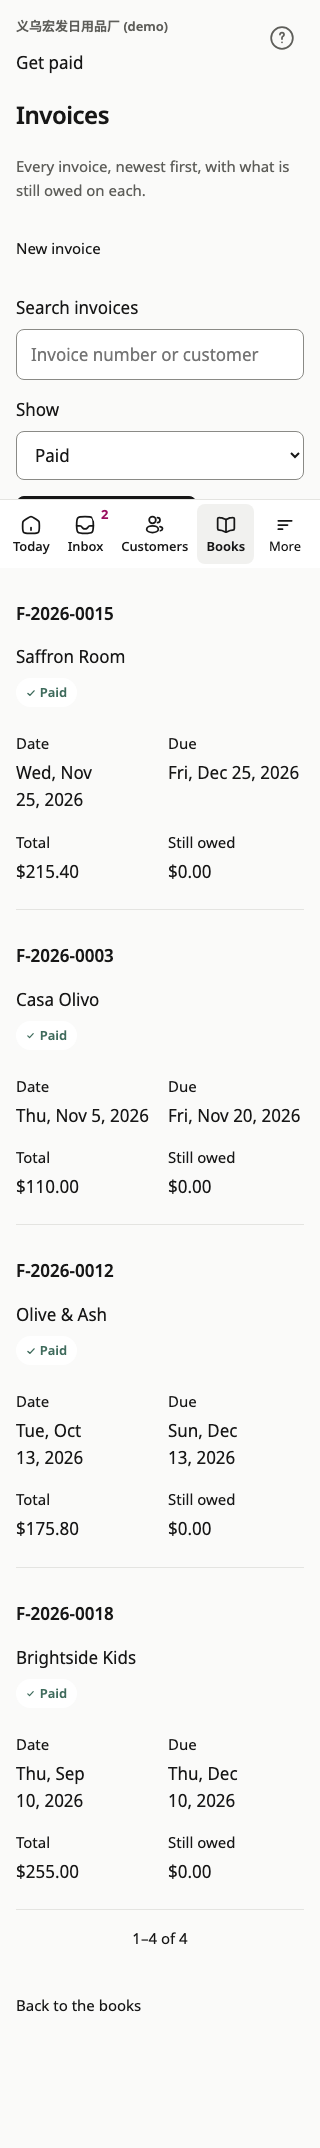 义乌宏发日用品厂 (demo)
Get paid
Invoices
Every invoice, newest first, with what is
still owed on each.
New invoice
Search invoices
Invoice number or customer
Show
Paid
Today
Inbox
2
Customers
Books
More
F-2026-0015
Saffron Room
Paid
Date
Due
Wed, Nov
25, 2026
Fri, Dec 25, 2026
Total
Still owed
$215.40
$0.00
F-2026-0003
Casa Olivo
Paid
Date
Due
Thu, Nov 5, 2026
Fri, Nov 20, 2026
Total
Still owed
$110.00
$0.00
F-2026-0012
Olive & Ash
Paid
Date
Due
Tue, Oct
13, 2026
Sun, Dec
13, 2026
Total
Still owed
$175.80
$0.00
F-2026-0018
Brightside Kids
Paid
Date
Due
Thu, Sep
10, 2026
Thu, Dec
10, 2026
Total
Still owed
$255.00
$0.00
1–4 of 4
Back to the books